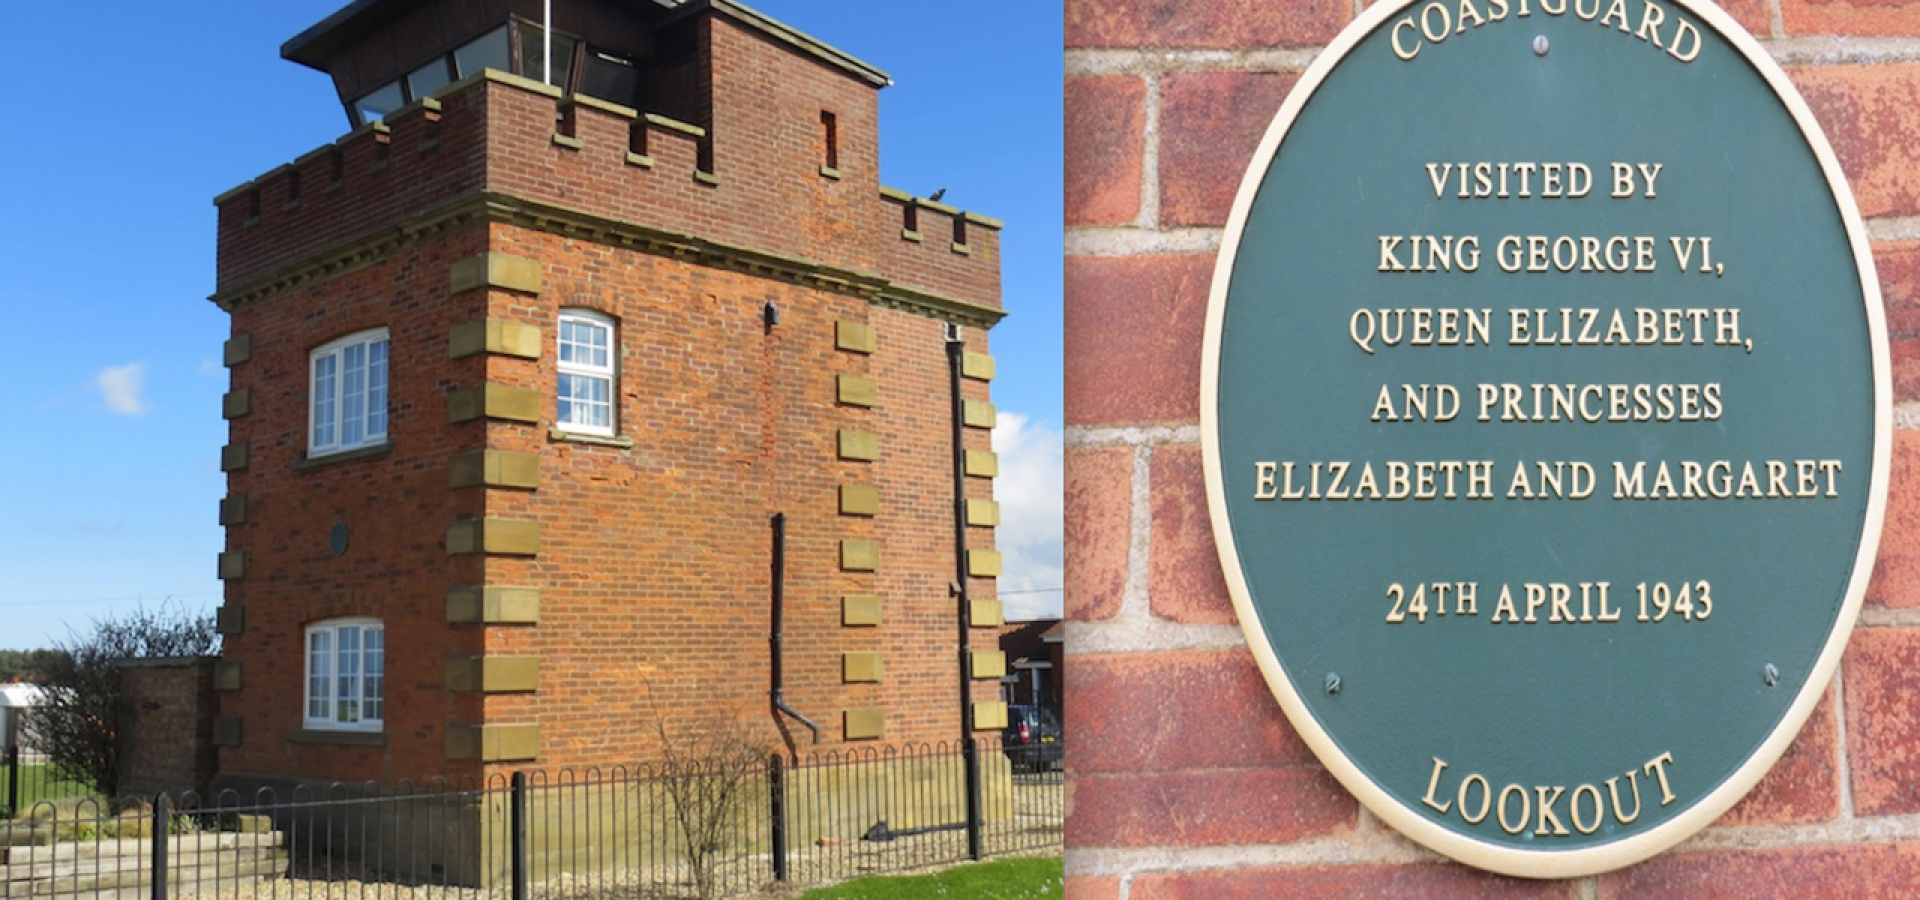 COASTGUARD
VISITED BY
KING GEORGE VI,
QUEEN ELIZABETH,
AND PRINCESSES
ELIZABETH AND MARGARET
24TH APRIL 1943
LOOKOUT